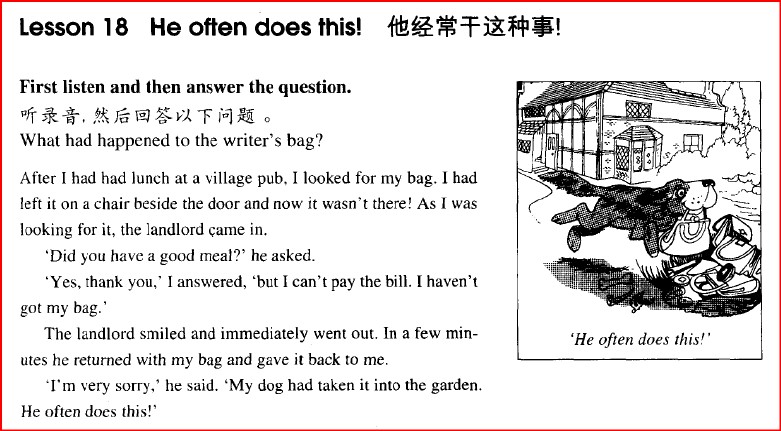 Lesson 18 He often does this! 他经常干这种事!
First listen and then answer the question.
听录音，然后回答以下问题。
What had happened to the writer's bag?
After I had had lunch at a village pub, I looked for my bag. I had
left it on a chair beside the door and now it wasn't there! As I was
looking for it, the landlord came in.
'Did you have a good meal?' he asked.
'Yes, thank you,' I answered, 'but I can't pay the bill. I haven't
got my bag.'
The landlord smiled and immediately went out. In a few min-
utes he returned with my bag and gave it back to me.
'I'm very sorry,' he said. 'My dog had taken it into the garden.
He often does this!'
'He often does this!'